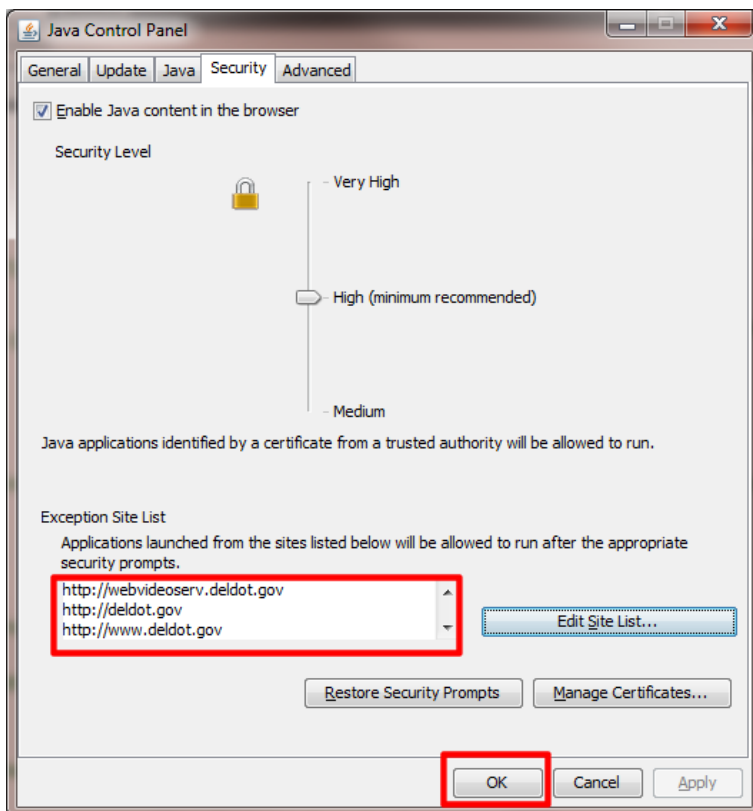 Java Control Panel
General Update Java Security Advanced
Enable Java content in the browser
Security Level
Very High
High (minimum recommended)
Medium
Java applications identified by a certificate from a trusted authority will be allowed to run.
Exception Site List
Applications launched from the sites listed below will be allowed to run after the appropriate
security prompts.
http://webvideoserv.deldot.gov
http://deldot.gov
http://www.deldot.gov
Edit Site List...
Restore Security Prompts Manage Certificates...
OK Cancel Apply